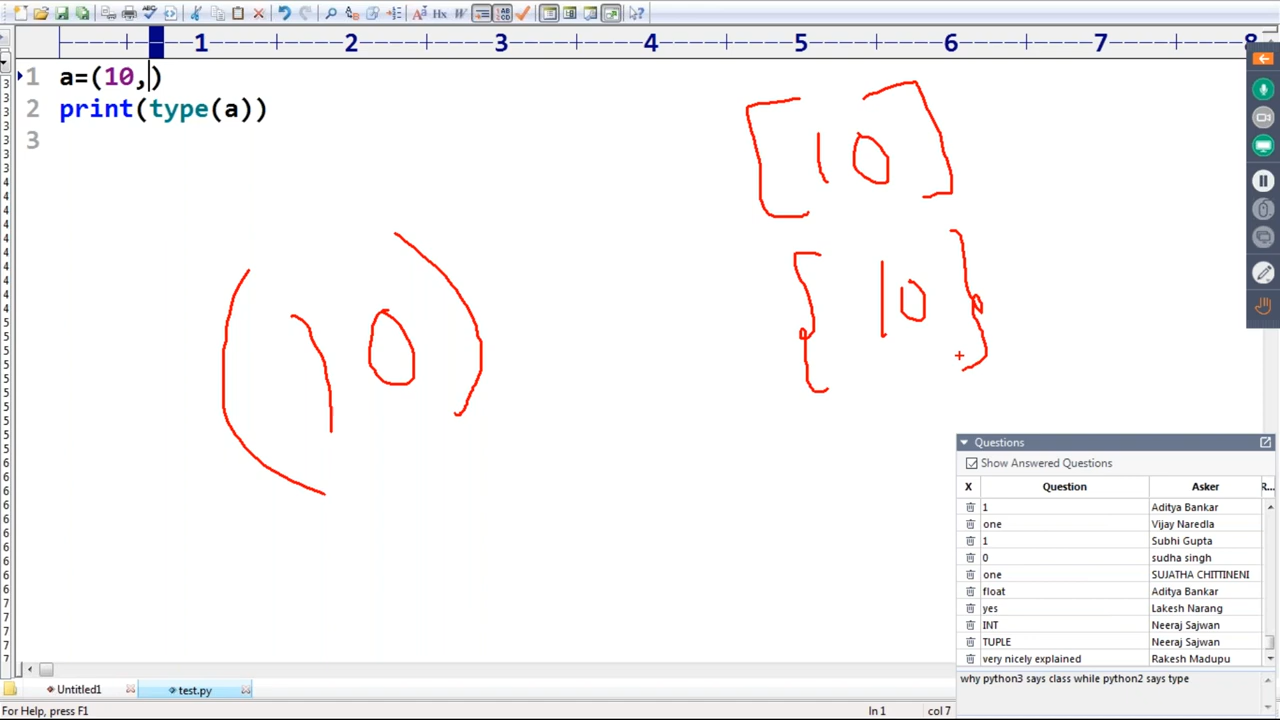 1 2 3 4 5 6 7 8
1 a=(10,)
2 print(type(a))
3
[10]
{10}
(10)
Questions
Show Answered Questions
X Question Asker R...
1 Aditya Bankar
one Vijay Naredla
1 Subhi Gupta
0 sudha singh
one SUJATHA CHITTINENI
float Aditya Bankar
yes Lakesh Narang
INT Neeraj Sajwan
TUPLE Neeraj Sajwan
very nicely explained Rakesh Madupu
why python3 says class while python2 says type
Untitled1 test.py
For Help, press F1 ln 1 col 7